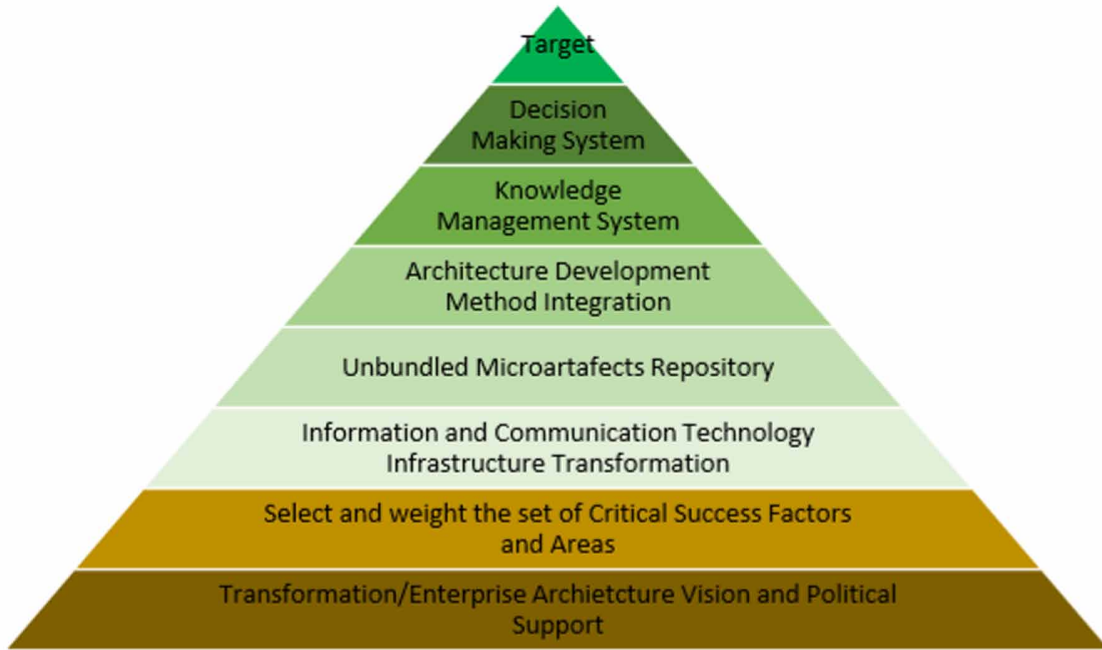 Target
Decision
Making System
Knowledge
Management System
Architecture Development
Method Integration
Unbundled Microartafects Repository
Information and Communication Technology
Infrastructure Transformation
Select and weight the set of Critical Success Factors
and Areas
Transformation/Enterprise Archietcture Vision and Political
Support